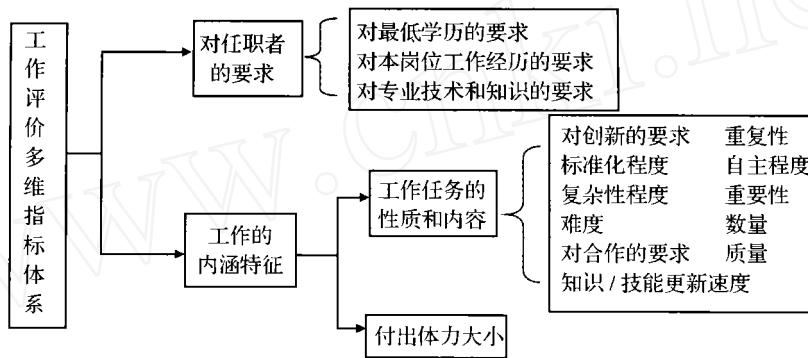 工作评价多维指标体系
对任职者
的要求
对最低学历的要求
对本岗位工作经历的要求
对专业技术和知识的要求
工作的
内涵特征
工作任务的
性质和内容
对创新的要求 重复性
标准化程度 自主程度
复杂性程度 重要性
难度 数量
对合作的要求 质量
知识/技能更新速度
付出体力大小
www.cnki.net